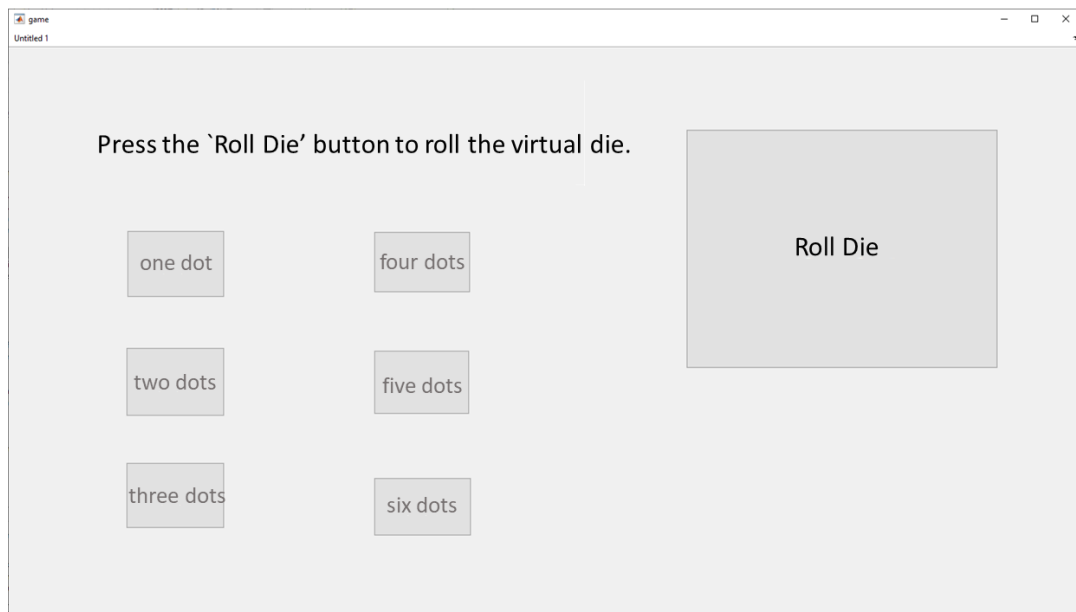 game
Untitled 1
Press the `Roll Die’ button to roll the virtual die.
Roll Die
one dot
four dots
two dots
five dots
three dots
six dots